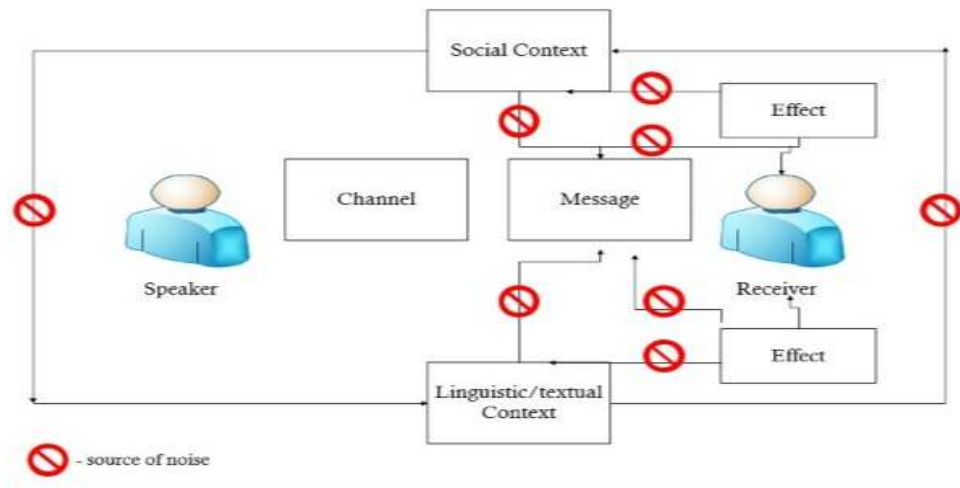 Social Context
Effect
Channel
Message
Speaker
Receiver
Effect
Linguistic/textual
Context
- source of noise